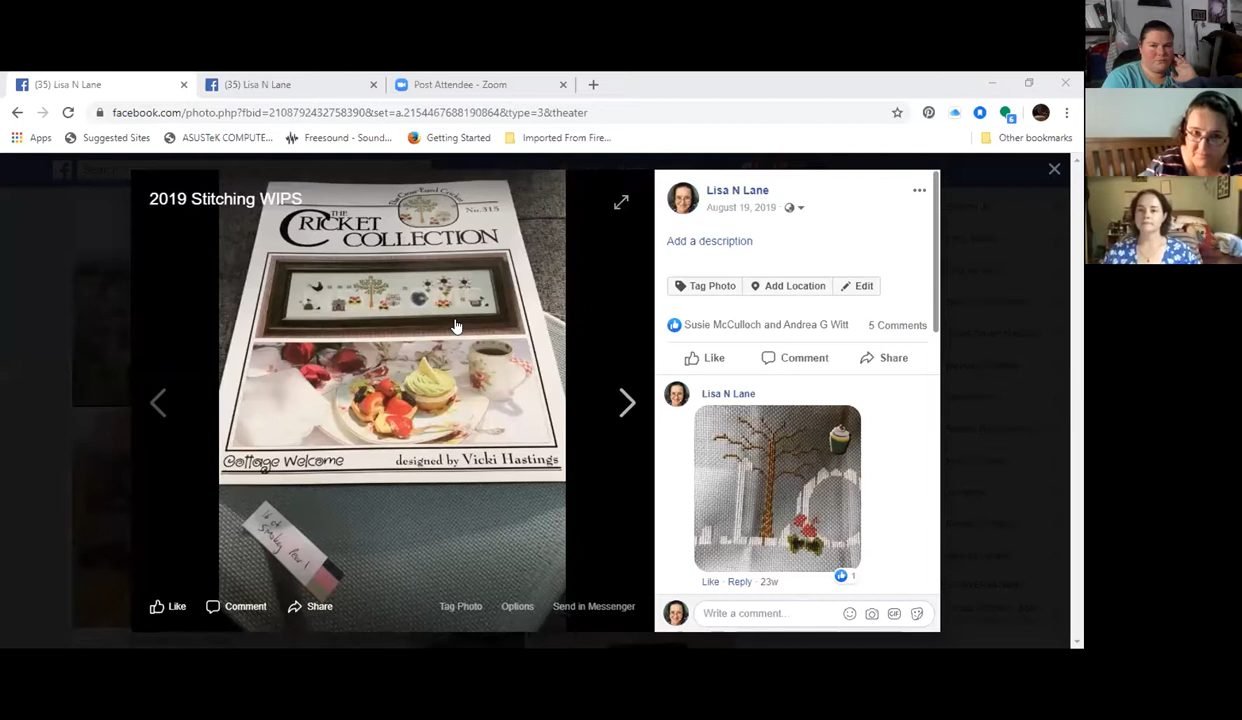 (35) Lisa N Lane
(35) Lisa N Lane
Post Attendee - Zoom
facebook.com/photo.php?fbid=2108792432758390&set=a.2154467688190864&type=3&theater
Apps
Suggested Sites
ASUSTeK COMPUTE...
Freesound - Sound...
Getting Started
Imported From Fire...
Other bookmarks
6
2019 Stitching WIPS
No.315
THE
CRICKET
COLLECTION
Cottage Welcome
designed by Vicki Hastings
Like
Comment
Share
Tag Photo
Options
Send in Messenger
Lisa N Lane
August 19, 2019
Add a description
Tag Photo
Add Location
Edit
Susie McCulloch and Andrea G Witt
5 Comments
Like
Comment
Share
Lisa N Lane
Like · Reply · 23w
1
Write a comment...
GIF